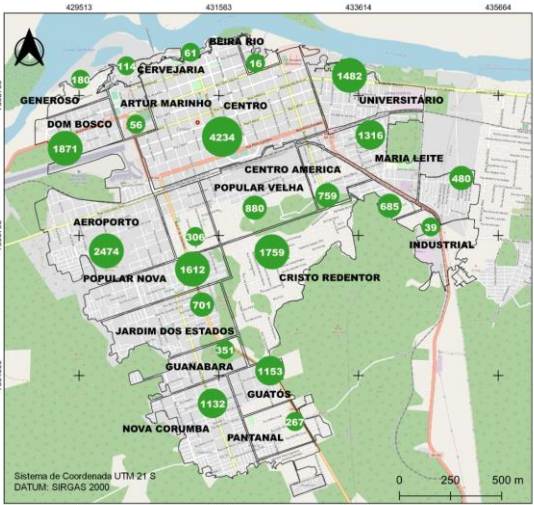 429513 431563 433614 435664
BEIRA RIO
61
16
114
CERVEJARIA
1482
180
GENEROSO
ARTUR MARINHO
CENTRO
UNIVERSITÁRIO
DOM BOSCO
56
4234
1316
1871
MARIA LEITE
CENTRO AMERICA
480
POPULAR VELHA
759
880
685
AEROPORTO
39
306
INDUSTRIAL
2474
1759
1612
POPULAR NOVA
CRISTO REDENTOR
701
JARDIM DOS ESTADOS
351
GUANABARA
1153
GUATÓS
1132
267
NOVA CORUMBA
PANTANAL
Sistema de Coordenada UTM 21 S
DATUM: SIRGAS 2000
0 250 500 m